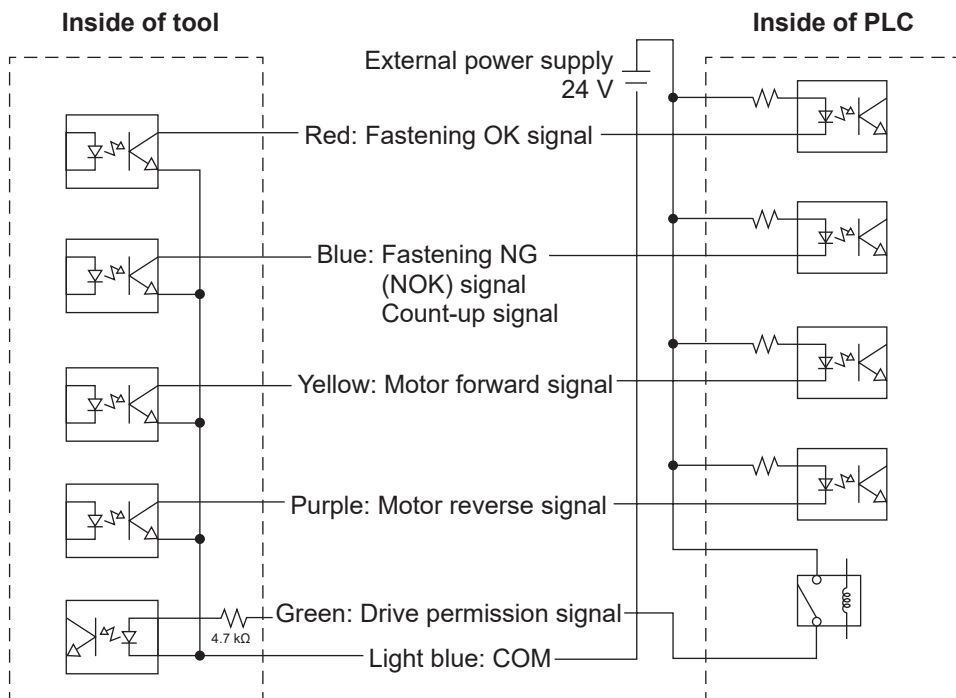 Inside of tool
Inside of PLC
External power supply
24 V
Red: Fastening OK signal
Blue: Fastening NG
(NOK) signal
Count-up signal
Yellow: Motor forward signal
Purple: Motor reverse signal
Green: Drive permission signal
4.7 kΩ
Light blue: COM